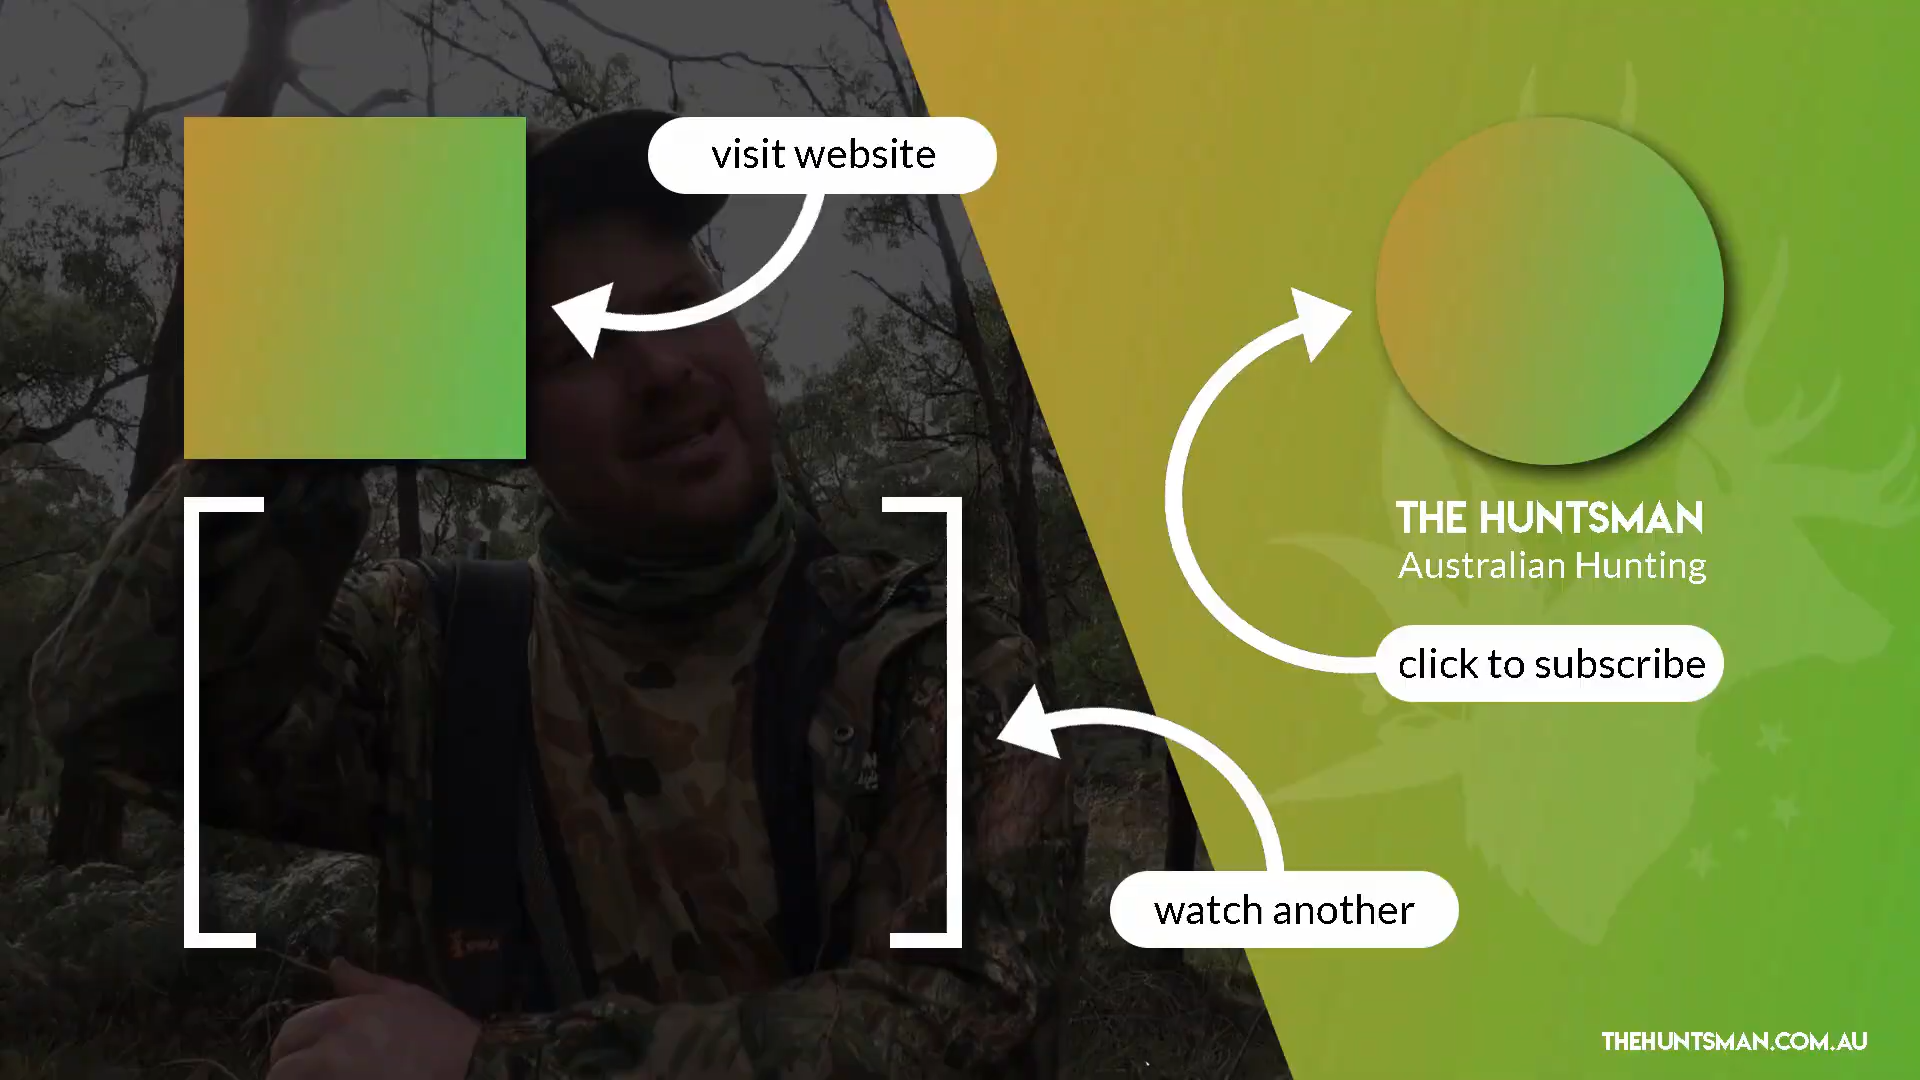 visit website
THE HUNTSMAN
Australian Hunting
click to subscribe
watch another
THEHUNTSMAN.COM.AU